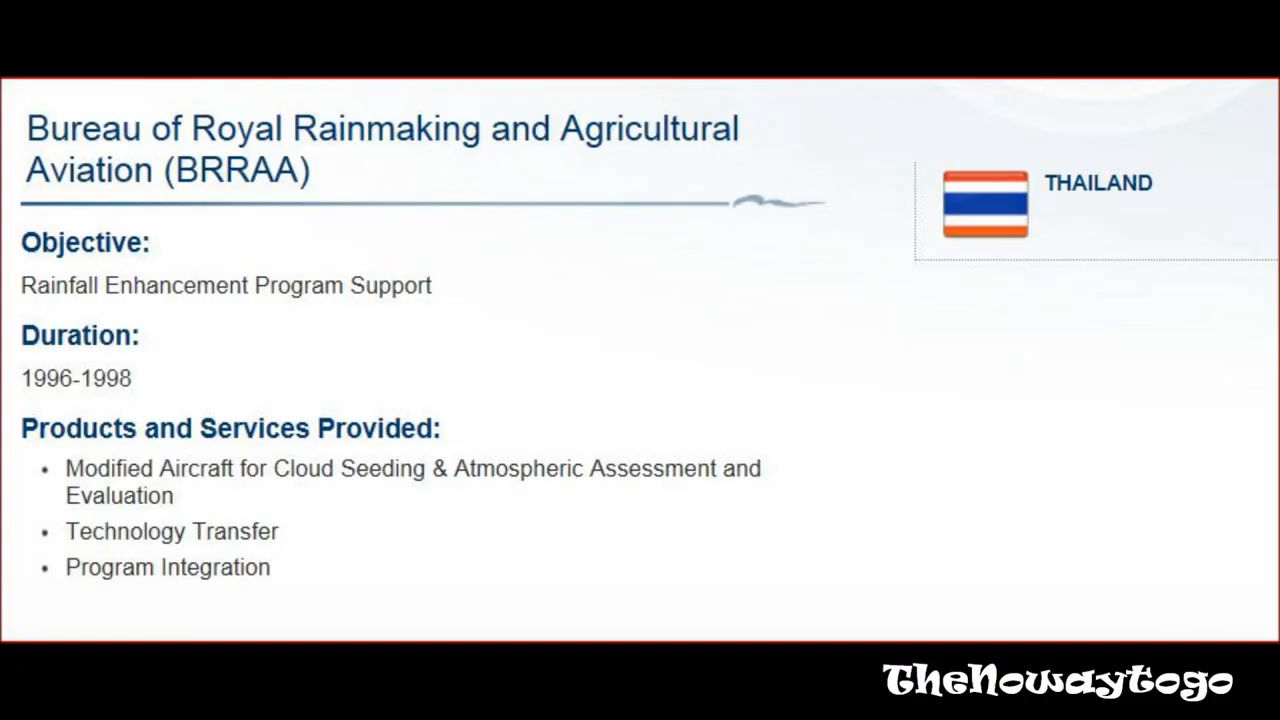 Bureau of Royal Rainmaking and Agricultural
Aviation (BRRAA)
THAILAND
Objective:
Rainfall Enhancement Program Support
Duration:
1996-1998
Products and Services Provided:
• Modified Aircraft for Cloud Seeding & Atmospheric Assessment and
Evaluation
• Technology Transfer
• Program Integration
TheNowaytogo